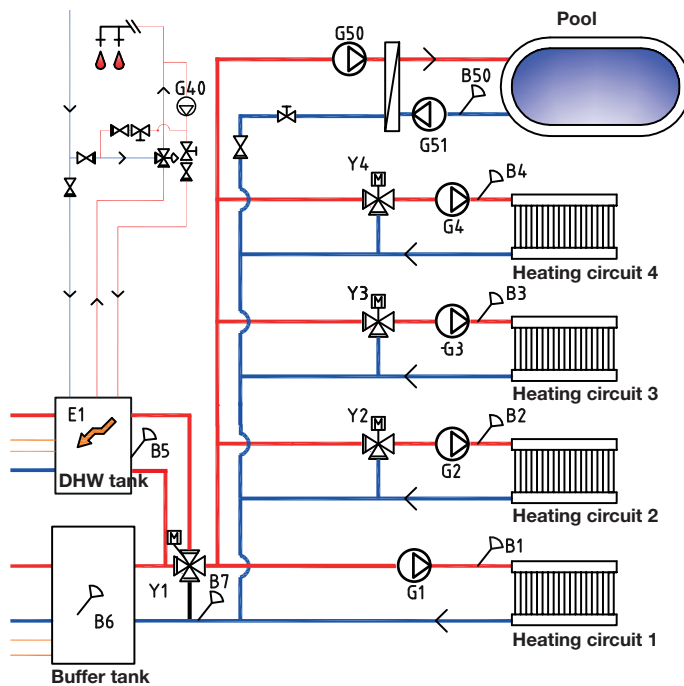 Pool
G50
G40
B50
G51
Y4
M
B4
G4
Heating circuit 4
Y3
M
B3
G3
Heating circuit 3
Y2
M
B2
G2
Heating circuit 2
E1
B5
DHW tank
M
Y1
B7
B1
G1
B6
Heating circuit 1
Buffer tank